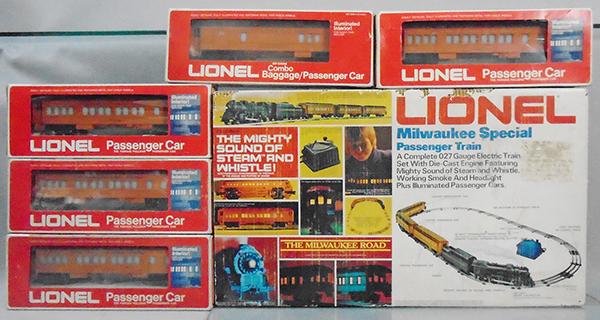 Illuminated
Interior!
LIONEL
Combo
Baggage/Passenger Car
Illuminated
Interior!
LIONEL Passenger Car
Illuminated
Interior!
LIONEL Passenger Car
Illuminated
Interior!
LIONEL Passenger Car
Illuminated
Interior!
LIONEL Passenger Car
THE MIGHTY
SOUND OF
STEAM AND
WHISTLE!
THE MILWAUKEE ROAD
LIONEL
Milwaukee Special
Passenger Train
A Complete 027 Gauge Electric Train
Set With Die-Cast Engine Featuring
Mighty Sound of Steam and Whistle,
Working Smoke And Headlight
Plus Illuminated Passenger Cars.